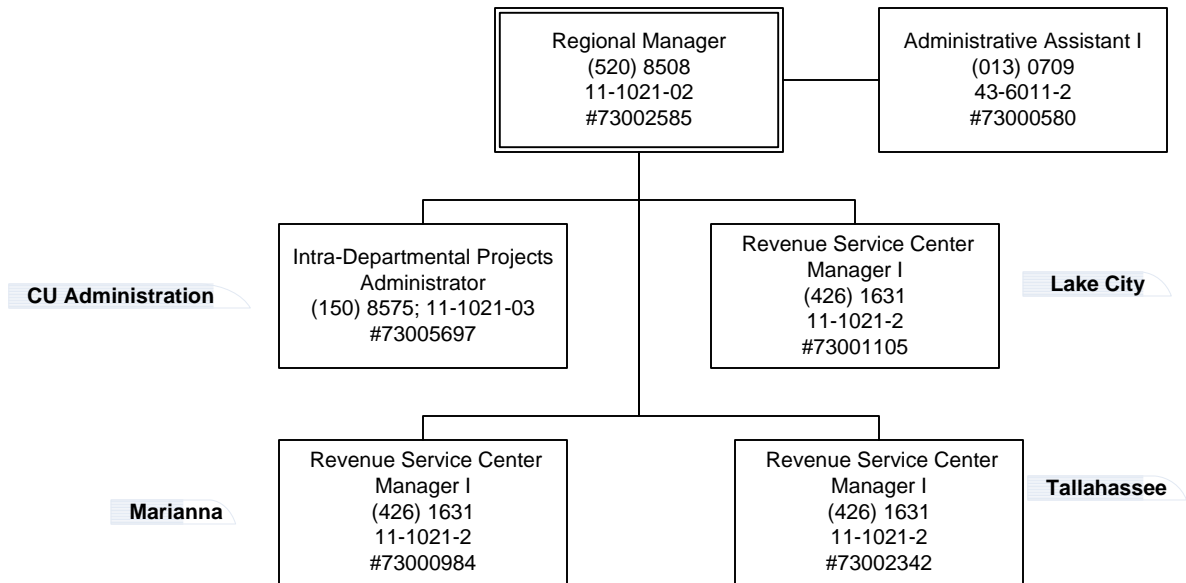 Regional Manager
(520) 8508
11-1021-02
#73002585
Administrative Assistant I
(013) 0709
43-6011-2
#73000580
CU Administration
Intra-Departmental Projects
Administrator
(150) 8575; 11-1021-03
#73005697
Revenue Service Center
Manager I
(426) 1631
11-1021-2
#73001105
Lake City
Marianna
Revenue Service Center
Manager I
(426) 1631
11-1021-2
#73000984
Revenue Service Center
Manager I
(426) 1631
11-1021-2
#73002342
Tallahassee